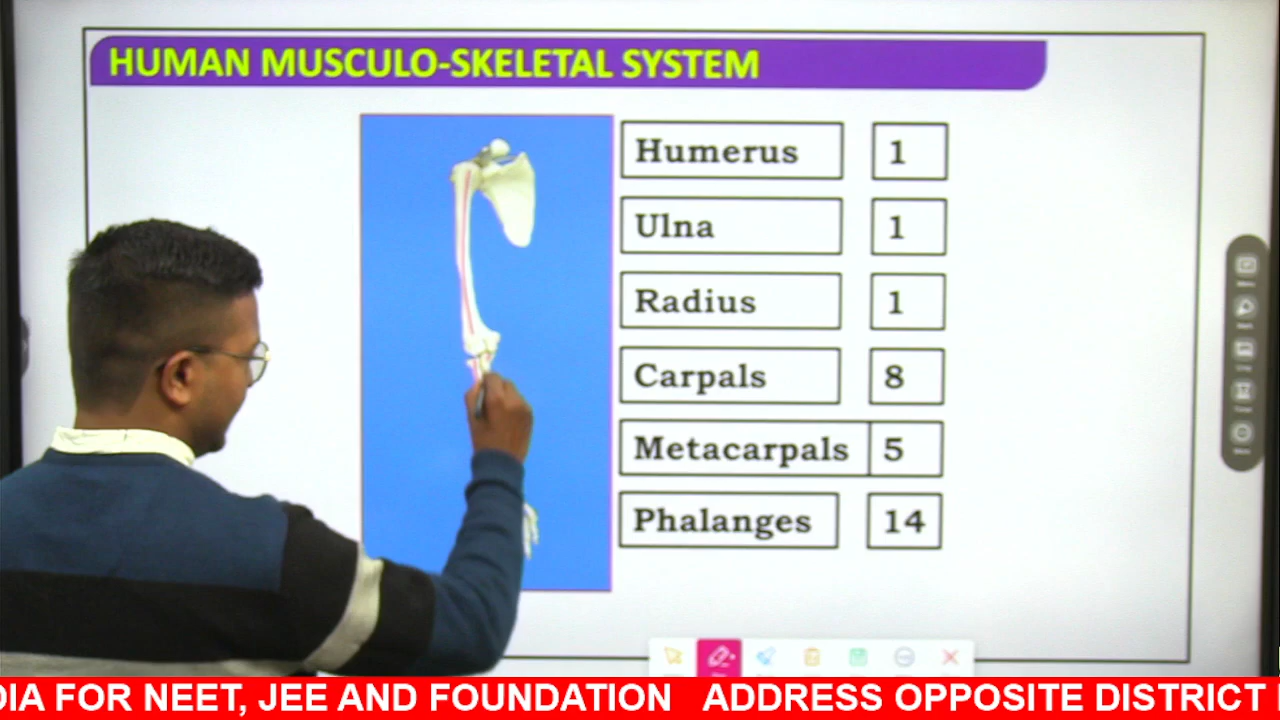 HUMAN MUSCULO-SKELETAL SYSTEM
Humerus 1
Ulna 1
Radius 1
Carpals 8
Metacarpals 5
Phalanges 14
DIA FOR NEET, JEE AND FOUNDATION ADDRESS OPPOSITE DISTRICT